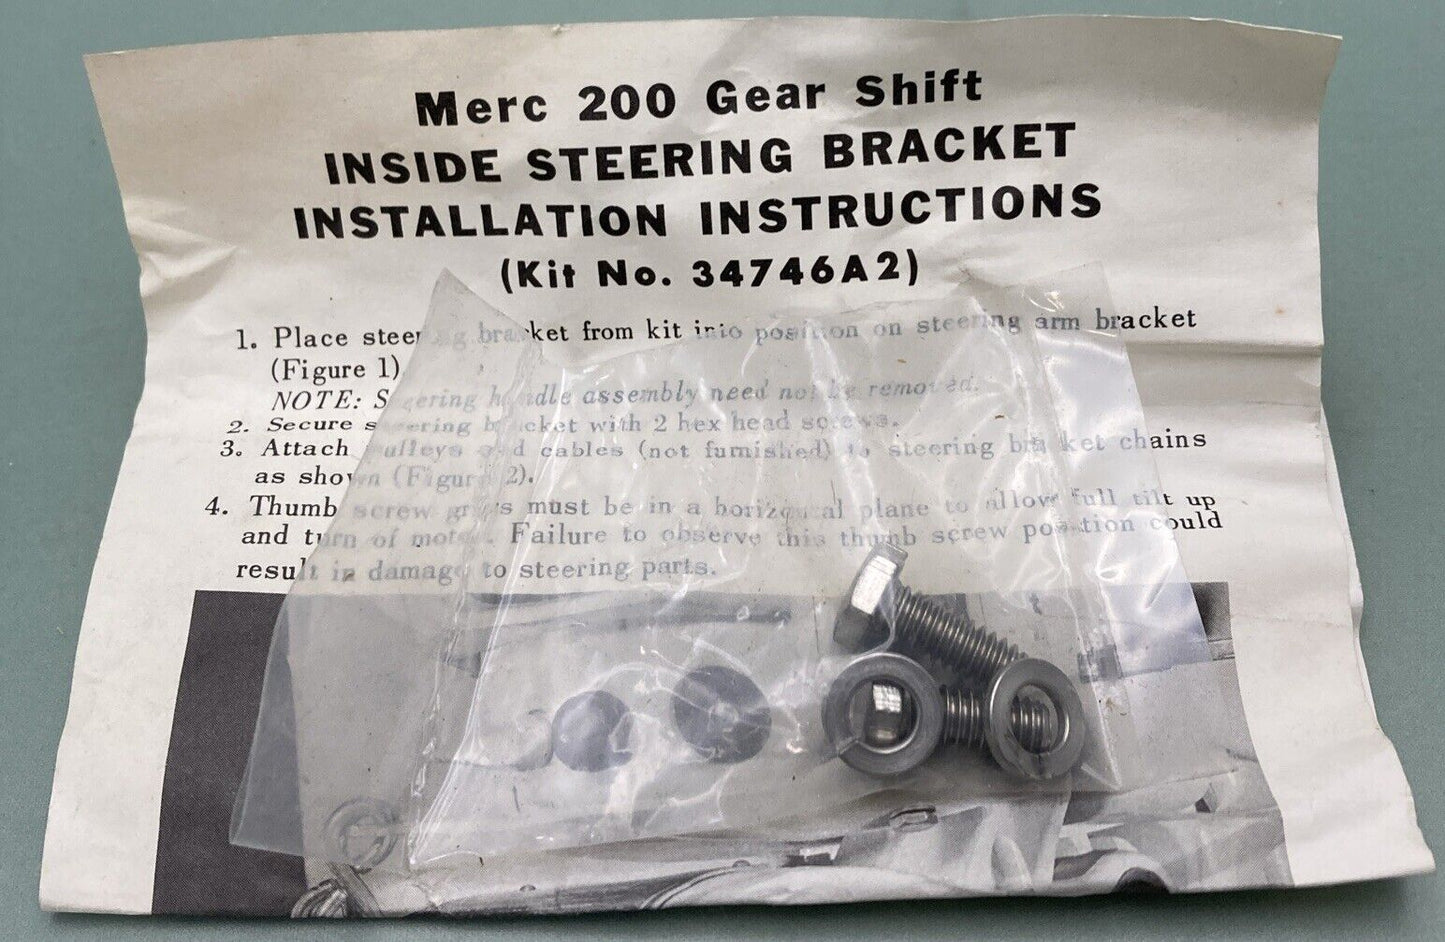 Merc 200 Gear Shift
INSIDE STEERING BRACKET
INSTALLATION INSTRUCTIONS
(Kit No. 34746A2)
1. Place steering bracket from kit into position on steering arm bracket
(Figure 1)
NOTE: Steering handle assembly need not be removed.
2. Secure steering bracket with 2 hex head screws.
3. Attach pulleys and cables (not furnished) to steering bracket chains
as shown (Figure 2).
4. Thumb screw grips must be in a horizontal plane to allow full tilt up
and turn of motor. Failure to observe this thumb screw position could
result in damage to steering parts.